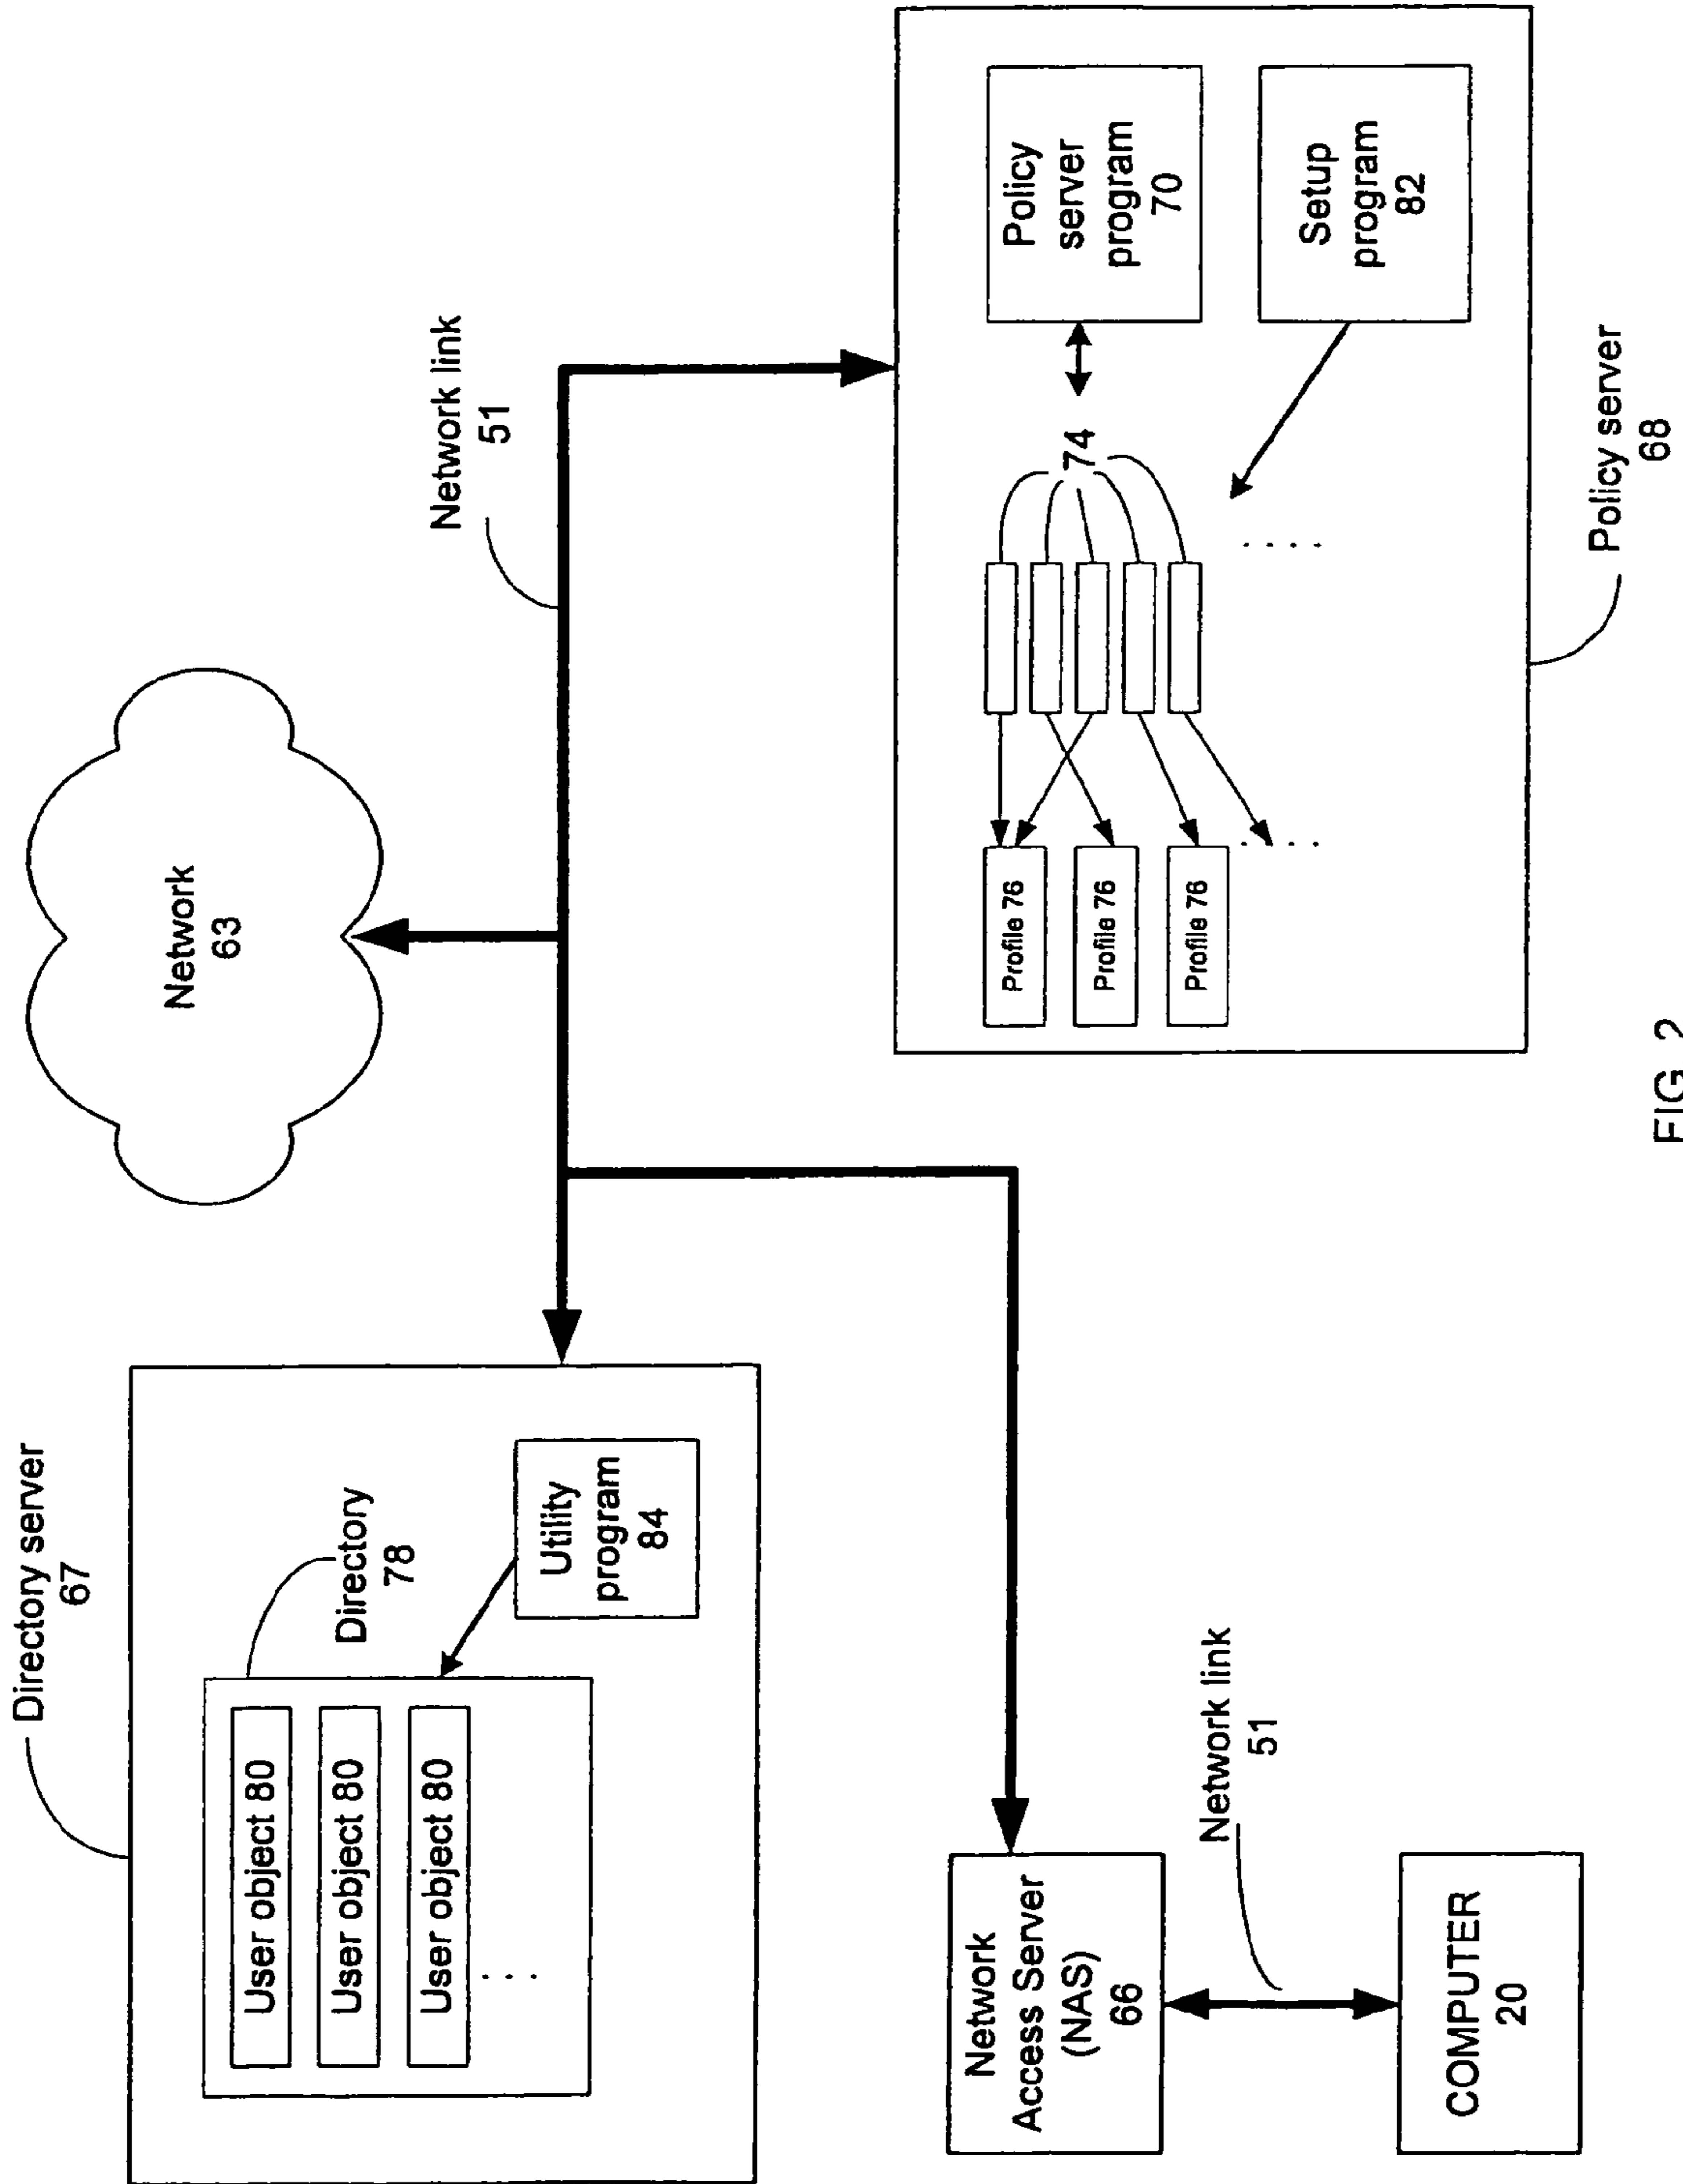 Directory server
67
User object 80
User object 80
User object 80
. . .
Directory
78
Utility
program
84
Network
63
Network link
51
Network
Access Server
(NAS)
66
Network link
51
COMPUTER
20
Profile 76
Profile 76
Profile 76
. . . .
74
. . . .
Policy
server
program
70
Setup
program
82
Policy server
68
FIG. 2